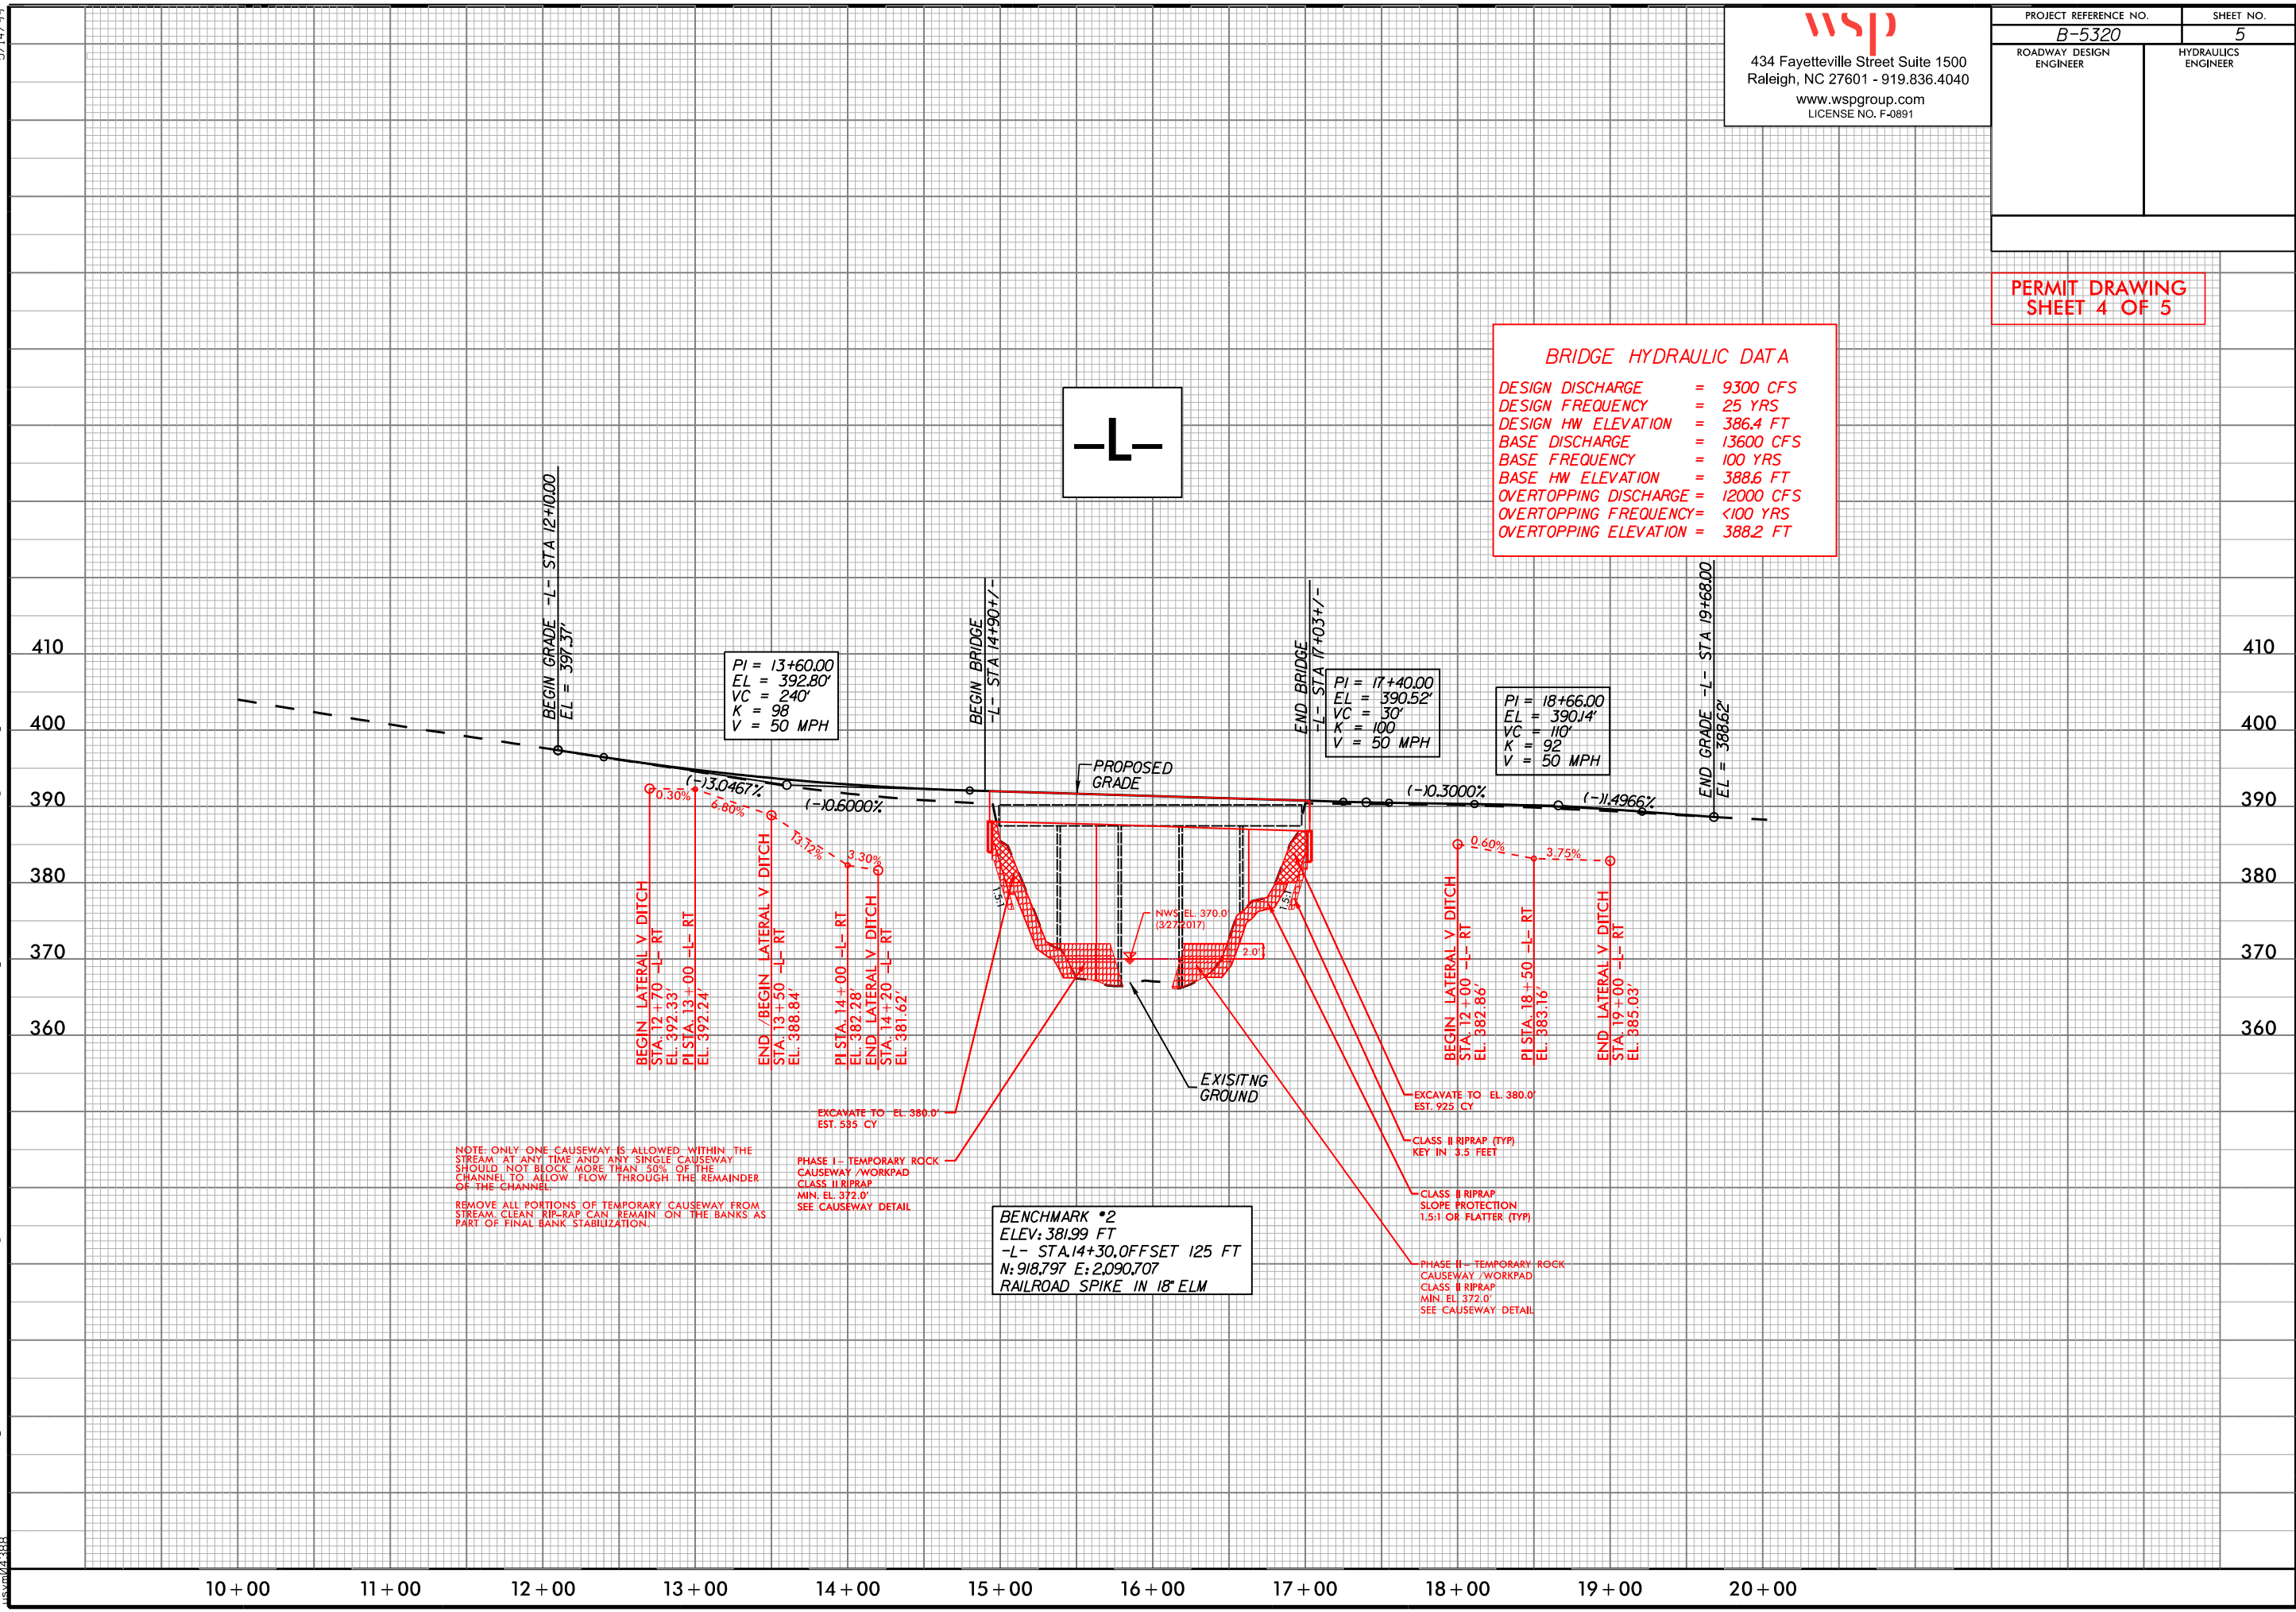 wsp
434 Fayetteville Street Suite 1500
Raleigh, NC 27601 - 919.836.4040
www.wspgroup.com
LICENSE NO. F-0891
PROJECT REFERENCE NO.
SHEET NO.
B-5320
5
ROADWAY DESIGN
ENGINEER
HYDRAULICS
ENGINEER
PERMIT DRAWING
SHEET 4 OF 5
BRIDGE HYDRAULIC DATA
DESIGN DISCHARGE = 9300 CFS
DESIGN FREQUENCY = 25 YRS
DESIGN HW ELEVATION = 386.4 FT
BASE DISCHARGE = 13600 CFS
BASE FREQUENCY = 100 YRS
BASE HW ELEVATION = 388.6 FT
OVERTOPPING DISCHARGE = 12000 CFS
OVERTOPPING FREQUENCY= <100 YRS
OVERTOPPING ELEVATION = 388.2 FT
-L-
BEGIN GRADE -L- STA 12+10.00
EL = 397.37'
PI = 13+60.00
EL = 392.80'
VC = 240'
K = 98
V = 50 MPH
BEGIN BRIDGE
-L- STA 14+90+/-
END BRIDGE
-L- STA 17+03+/-
PI = 17+40.00
EL = 390.52'
VC = 30'
K = 100
V = 50 MPH
PI = 18+66.00
EL = 390.14'
VC = 110'
K = 92
V = 50 MPH
END GRADE -L- STA 19+68.00
EL = 388.62'
410
400
390
380
370
360
410
400
390
380
370
360
(-)3.0467%
(-)0.6000%
PROPOSED
GRADE
(-)0.3000%
(-)1.4966%
0.30%
6.80%
13.12%
3.30%
0.60%
3.75%
1.5:1
1.5:1
NWS EL. 370.0'
(3/27/2017)
2.0'
BEGIN LATERAL V DITCH
STA. 12+70 -L- RT
EL. 392.33'
PI STA. 13+00 -L- RT
EL. 392.24'
END /BEGIN LATERAL V DITCH
STA. 13+50 -L- RT
EL. 388.84'
PI STA. 14+00 -L- RT
EL. 382.28'
END LATERAL V DITCH
STA. 14+20 -L- RT
EL. 381.62'
BEGIN LATERAL V DITCH
STA. 12+00 -L- RT
EL. 382.86'
PI STA. 18+50 -L- RT
EL. 383.16'
END LATERAL V DITCH
STA. 19+00 -L- RT
EL. 385.03'
EXISITNG
GROUND
EXCAVATE TO EL. 380.0'
EST. 535 CY
EXCAVATE TO EL. 380.0'
EST. 925 CY
CLASS II RIPRAP (TYP)
KEY IN 3.5 FEET
CLASS II RIPRAP
SLOPE PROTECTION
1.5:1 OR FLATTER (TYP)
NOTE: ONLY ONE CAUSEWAY IS ALLOWED WITHIN THE
STREAM AT ANY TIME AND ANY SINGLE CAUSEWAY
SHOULD NOT BLOCK MORE THAN 50% OF THE
CHANNEL TO ALLOW FLOW THROUGH THE REMAINDER
OF THE CHANNEL.
REMOVE ALL PORTIONS OF TEMPORARY CAUSEWAY FROM
STREAM. CLEAN RIP-RAP CAN REMAIN ON THE BANKS AS
PART OF FINAL BANK STABILIZATION.
PHASE I - TEMPORARY ROCK
CAUSEWAY /WORKPAD
CLASS II RIPRAP
MIN. EL. 372.0'
SEE CAUSEWAY DETAIL
BENCHMARK #2
ELEV: 381.99 FT
-L- STA.14+30, OFFSET 125 FT
N: 918,797 E: 2,090,707
RAILROAD SPIKE IN 18" ELM
PHASE II - TEMPORARY ROCK
CAUSEWAY /WORKPAD
CLASS II RIPRAP
MIN. EL. 372.0'
SEE CAUSEWAY DETAIL
10+00 11+00 12+00 13+00 14+00 15+00 16+00 17+00 18+00 19+00 20+00